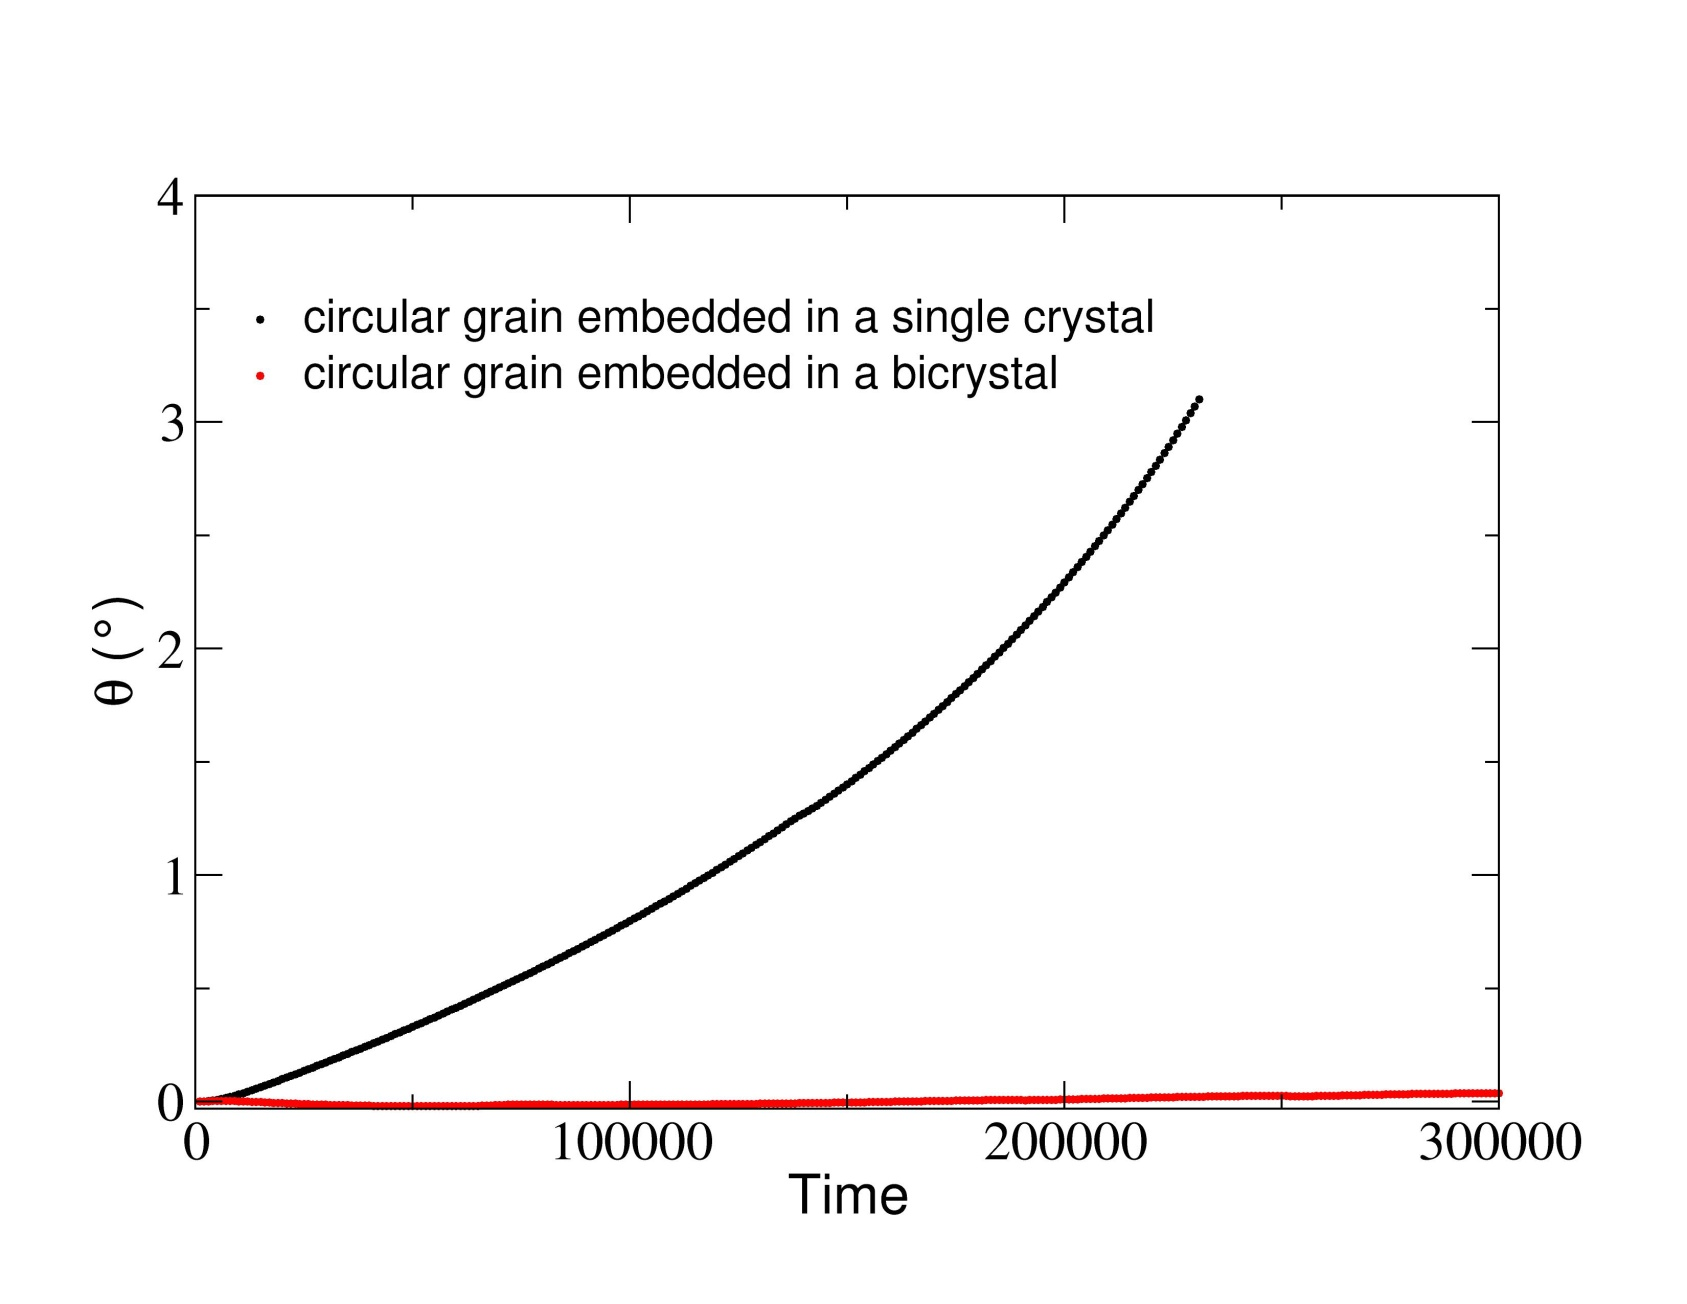 4
circular grain embedded in a single crystal
circular grain embedded in a bicrystal
3
θ (°)
2
1
0
0 100000 200000 300000
Time